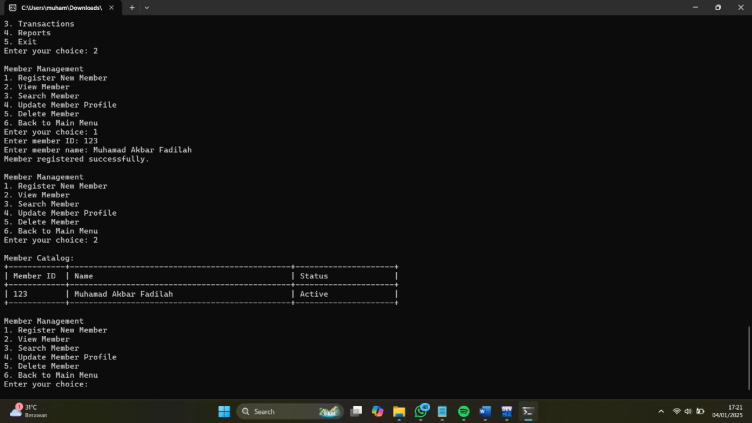 C:\Users\muham\Downloads\
3. Transactions
4. Reports
5. Exit
Enter your choice: 2
Member Management
1. Register New Member
2. View Member
3. Search Member
4. Update Member Profile
5. Delete Member
6. Back to Main Menu
Enter your choice: 1
Enter member ID: 123
Enter member name: Muhamad Akbar Fadilah
Member registered successfully.
Member Management
1. Register New Member
2. View Member
3. Search Member
4. Update Member Profile
5. Delete Member
6. Back to Main Menu
Enter your choice: 2
Member Catalog:
| Member ID | Name | Status |
| 123 | Muhamad Akbar Fadilah | Active |
Member Management
1. Register New Member
2. View Member
3. Search Member
4. Update Member Profile
5. Delete Member
6. Back to Main Menu
Enter your choice:
31°C
Berawan
Search
17:21
04/01/2025